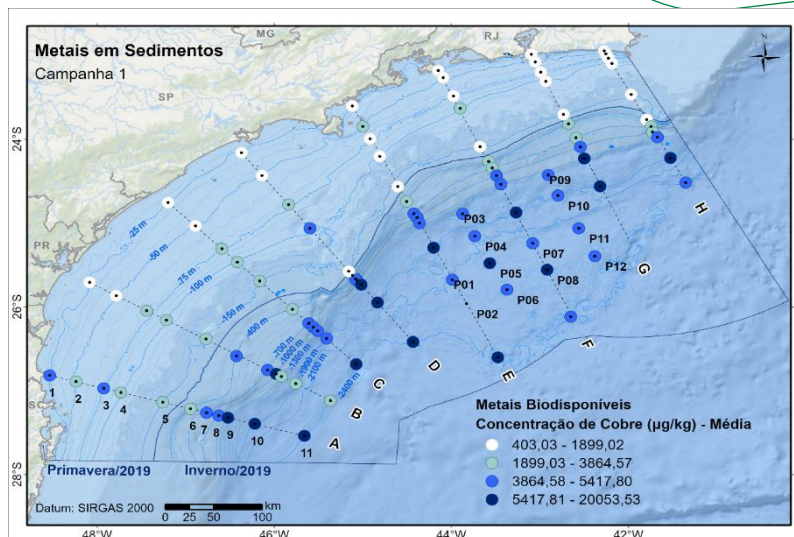 Metais em Sedimentos
Campanha 1
MG
RJ
SP
PR
SC
N
24°S
26°S
28°S
-25 m
-50 m
-75 m
-100 m
-150 m
-400 m
-700 m
-1000 m
-1300 m
-1900 m
-2100 m
-2400 m
P09
P10
P03
P04
P11
P07
P12
P05
P08
P01
P06
P02
H
G
F
E
D
C
B
A
1
2
3
4
5
6
7
8
9
10
11
Primavera/2019
Inverno/2019
Metais Biodisponíveis
Concentração de Cobre (µg/kg) - Média
403,03 - 1899,02
1899,03 - 3864,57
3864,58 - 5417,80
5417,81 - 20053,53
Datum: SIRGAS 2000
km
0 25 50 100
48°W
46°W
44°W
42°W